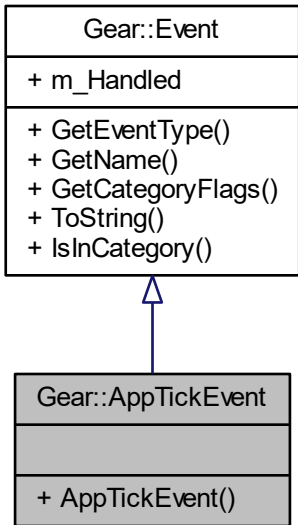 Gear::Event
+ m_Handled
+ GetEventType()
+ GetName()
+ GetCategoryFlags()
+ ToString()
+ IsInCategory()
Gear::AppTickEvent
+ AppTickEvent()